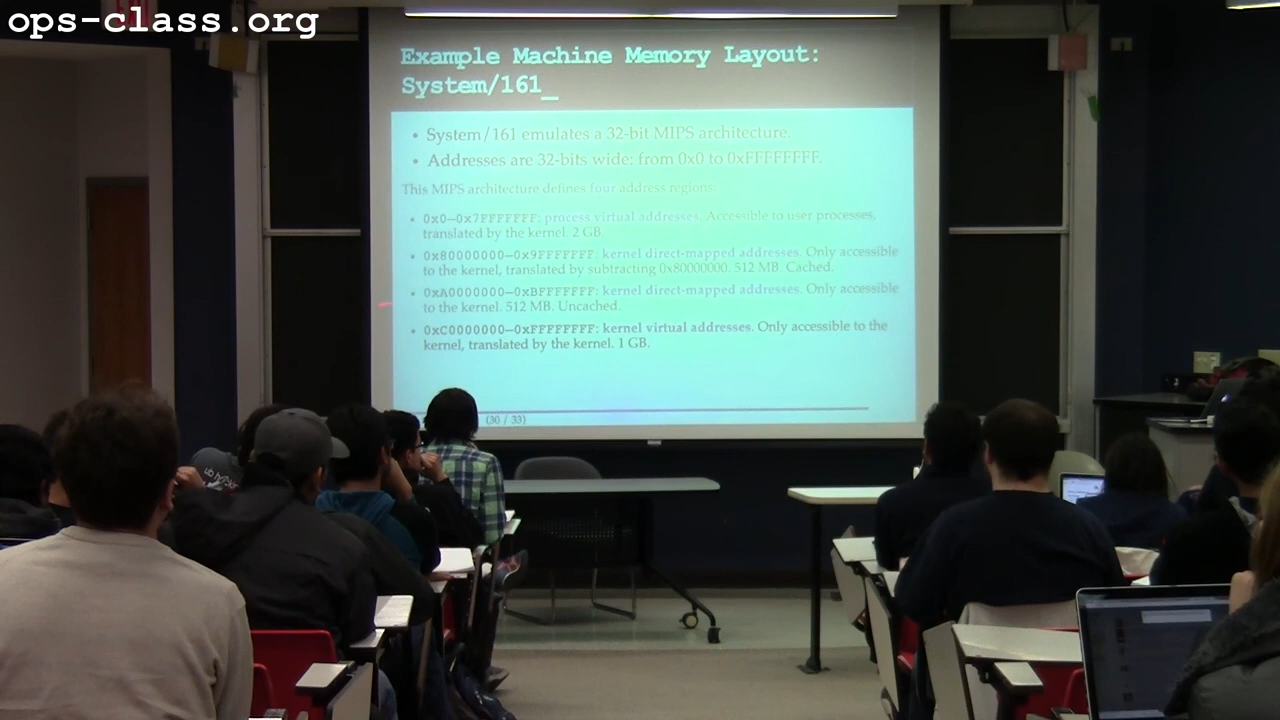 ops-class.org
Example Machine Memory Layout:
System/161_
• System/161 emulates a 32-bit MIPS architecture.
• Addresses are 32-bits wide: from 0x0 to 0xFFFFFFFF.
This MIPS architecture defines four address regions:
• 0x0—0x7FFFFFFF: process virtual addresses. Accessible to user processes,
translated by the kernel. 2 GB.
• 0x80000000—0x9FFFFFFF: kernel direct-mapped addresses. Only accessible
to the kernel, translated by subtracting 0x80000000. 512 MB. Cached.
• 0xA0000000—0xBFFFFFFF: kernel direct-mapped addresses. Only accessible
to the kernel. 512 MB. Uncached.
• 0xC0000000—0xFFFFFFFF: kernel virtual addresses. Only accessible to the
kernel, translated by the kernel. 1 GB.
(30 / 33)